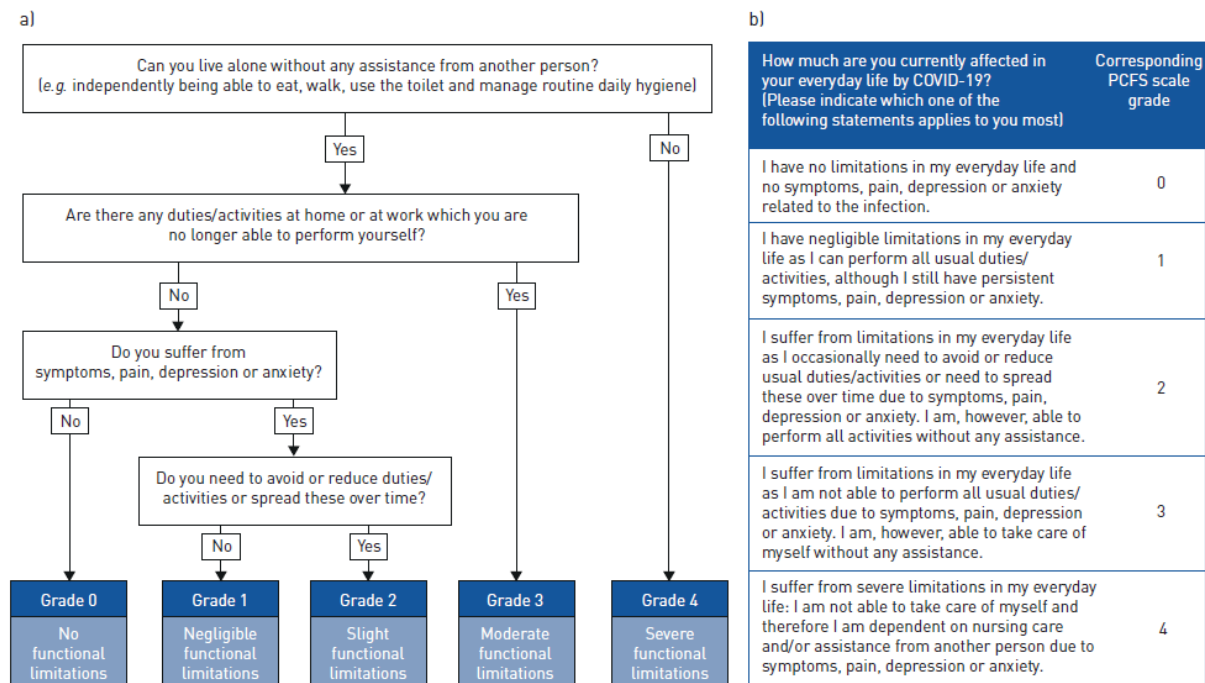 a)
Can you live alone without any assistance from another person?
(e.g. independently being able to eat, walk, use the toilet and manage routine daily hygiene)
Yes
No
Are there any duties/activities at home or at work which you are
no longer able to perform yourself?
No
Yes
Do you suffer from
symptoms, pain, depression or anxiety?
No
Yes
Do you need to avoid or reduce duties/
activities or spread these over time?
No
Yes
Grade 0
No
functional
limitations
Grade 1
Negligible
functional
limitations
Grade 2
Slight
functional
limitations
Grade 3
Moderate
functional
limitations
Grade 4
Severe
functional
limitations
b)
How much are you currently affected in
your everyday life by COVID-19?
(Please indicate which one of the
following statements applies to you most)
Corresponding
PCFS scale
grade
I have no limitations in my everyday life and
no symptoms, pain, depression or anxiety
related to the infection.
0
I have negligible limitations in my everyday
life as I can perform all usual duties/
activities, although I still have persistent
symptoms, pain, depression or anxiety.
1
I suffer from limitations in my everyday life
as I occasionally need to avoid or reduce
usual duties/activities or need to spread
these over time due to symptoms, pain,
depression or anxiety. I am, however, able to
perform all activities without any assistance.
2
I suffer from limitations in my everyday life
as I am not able to perform all usual duties/
activities due to symptoms, pain, depression
or anxiety. I am, however, able to take care of
myself without any assistance.
3
I suffer from severe limitations in my everyday
life: I am not able to take care of myself and
therefore I am dependent on nursing care
and/or assistance from another person due to
symptoms, pain, depression or anxiety.
4